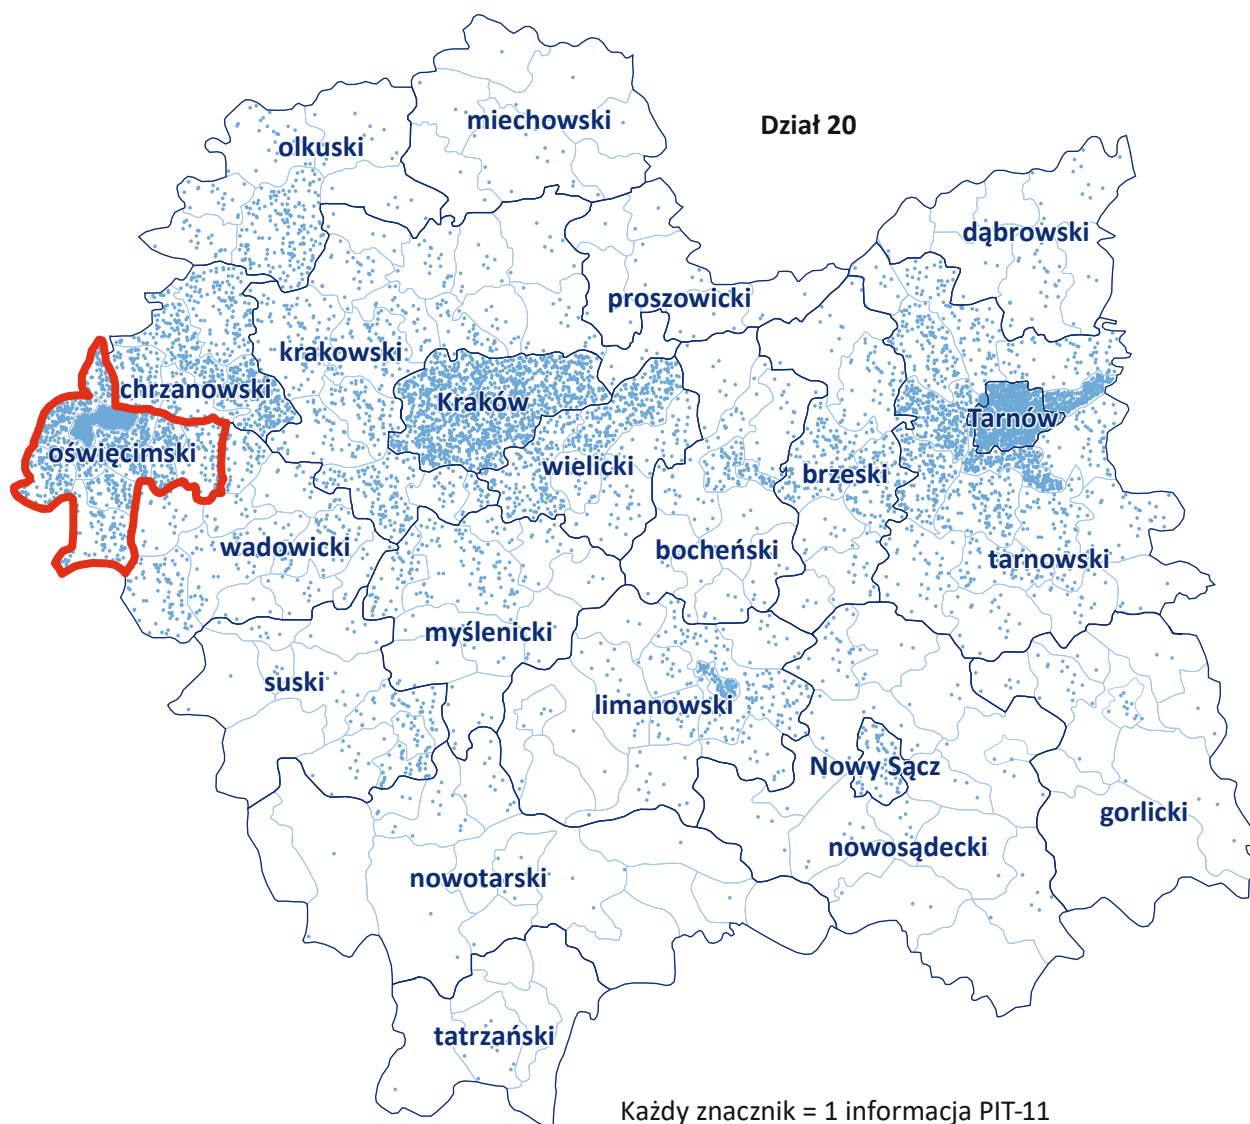 Dział 20
miechowski
olkuski
dąbrowski
proszowicki
krakowski
chrzanowski
Kraków
Tarnów
oświęcimski
wielicki
brzeski
wadowicki
bocheński
tarnowski
myślenicki
suski
limanowski
Nowy Sącz
gorlicki
nowosądecki
nowotarski
tatrzański
Każdy znacznik = 1 informacja PIT-11